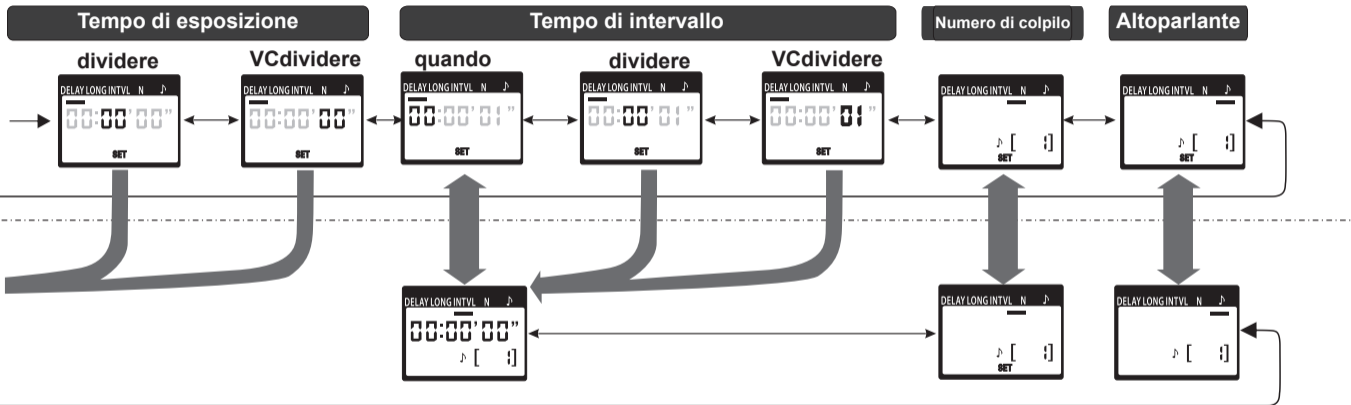 Tempo di esposizione Tempo di intervallo Numero di colpilo Altoparlante
dividere VCdividere quando dividere VCdividere
DELAY LONG INTVL N ♪ DELAY LONG INTVL N ♪ DELAY LONG INTVL N ♪ DELAY LONG INTVL N ♪ DELAY LONG INTVL N ♪ DELAY LONG INTVL N ♪ DELAY LONG INTVL N ♪
00:00'00" 00:00'00" 00:00'01" 00:00'01" 00:00'01" ♪ [ 1] ♪ [ 1]
SET SET SET SET SET SET
DELAY LONG INTVL N ♪ DELAY LONG INTVL N ♪ DELAY LONG INTVL N ♪
00:00'00"
♪ [ 1] ♪ [ 1] ♪ [ 1]
SET